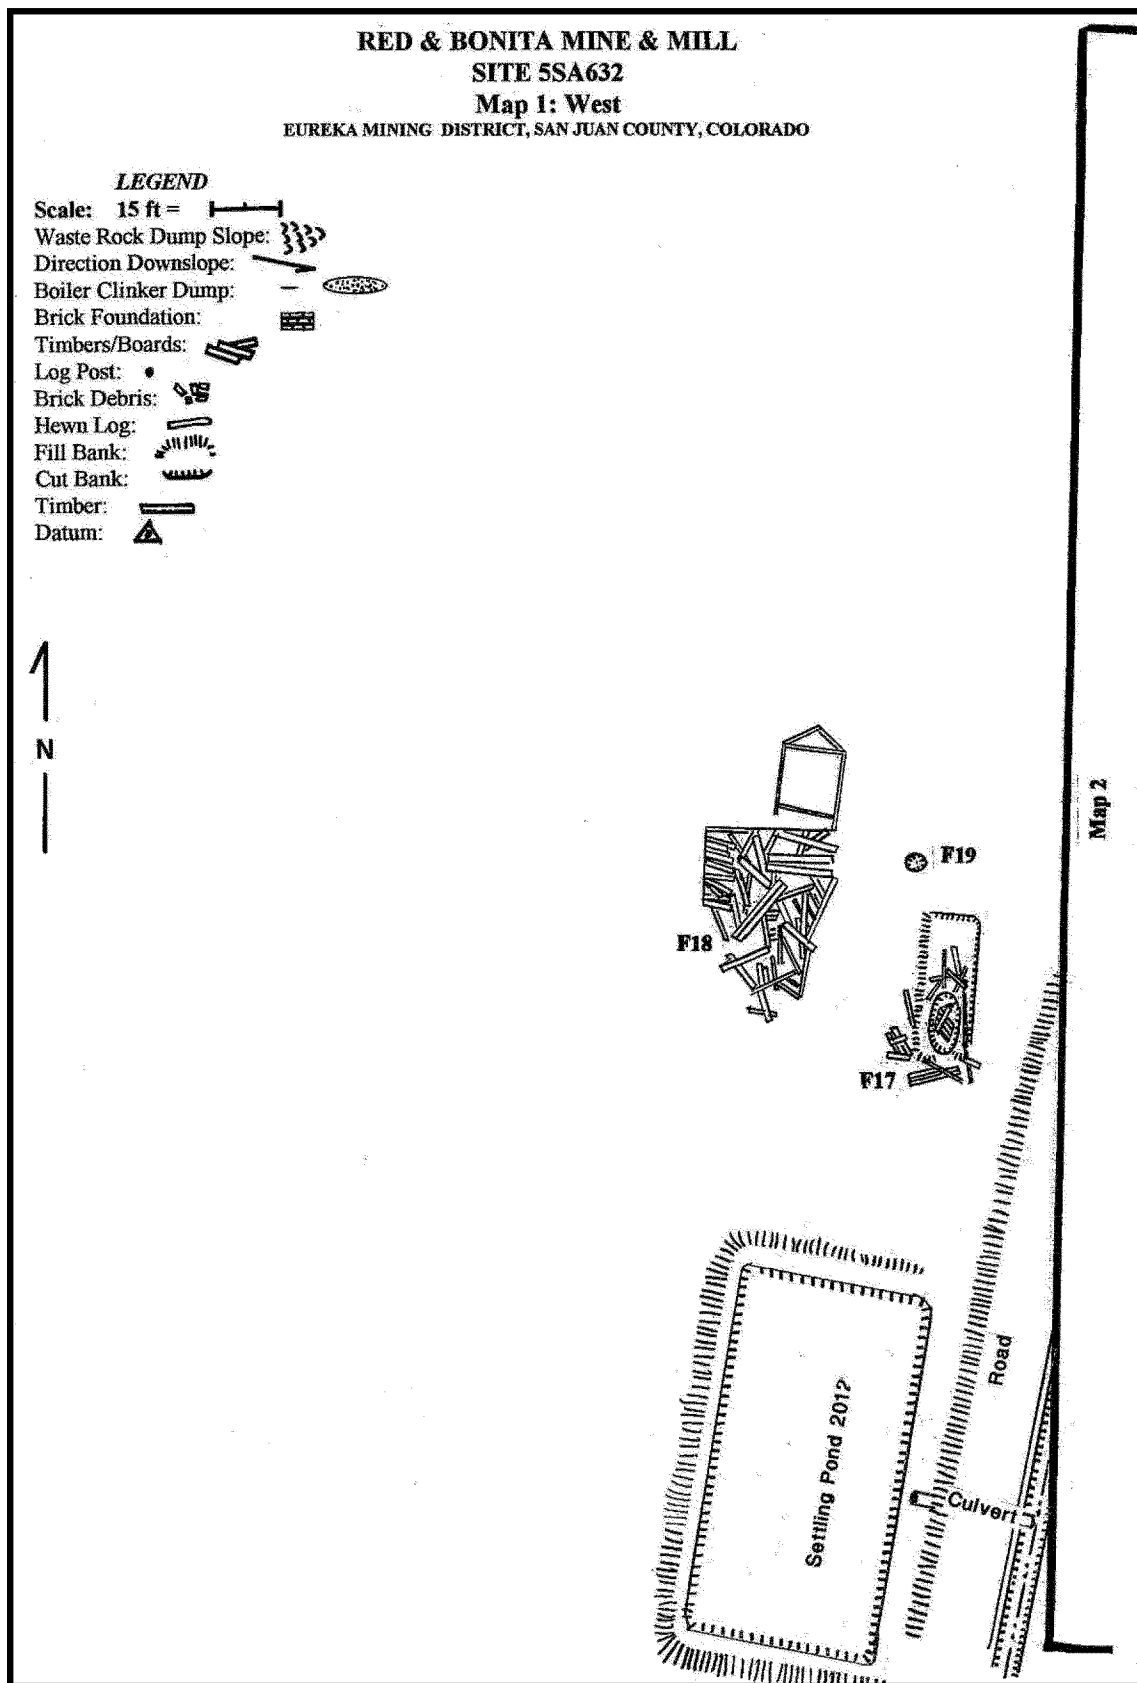 RED & BONITA MINE & MILL
SITE 5SA632
Map 1: West
EUREKA MINING DISTRICT, SAN JUAN COUNTY, COLORADO
LEGEND
Scale: 15 ft =
Waste Rock Dump Slope:
Direction Downslope:
Boiler Clinker Dump:
Brick Foundation:
Timbers/Boards:
Log Post:
Brick Debris:
Hewn Log:
Fill Bank:
Cut Bank:
Timber:
Datum:
N
Map 2
F19
F18
F17
Road
Settling Pond 2012
Culvert